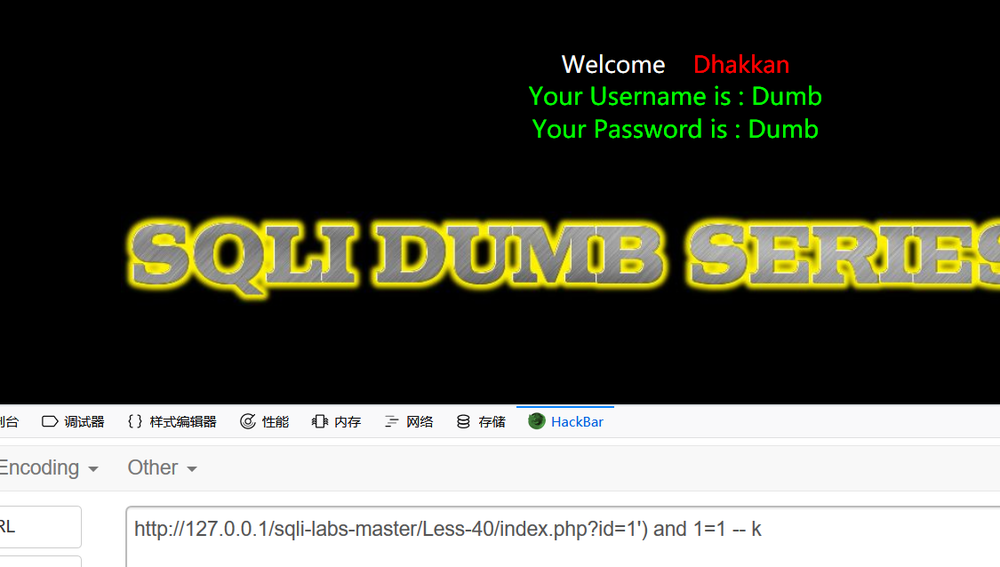 Welcome Dhakkan
Your Username is : Dumb
Your Password is : Dumb
SQLI DUMB SERIES
台 调试器 {} 样式编辑器 性能 内存 网络 存储 HackBar
Encoding Other
RL
http://127.0.0.1/sqli-labs-master/Less-40/index.php?id=1') and 1=1 -- k